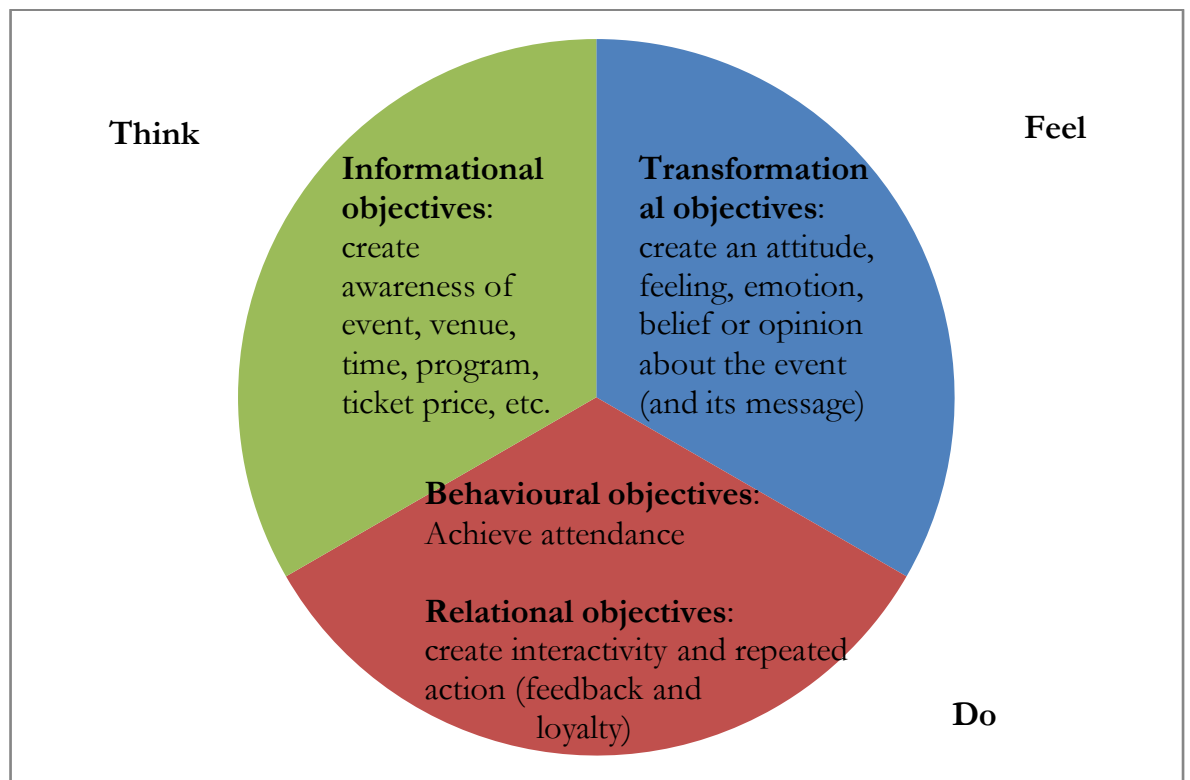 Think
Feel
Informational
objectives:
create
awareness of
event, venue,
time, program,
ticket price, etc.
Transformation
al objectives:
create an attitude,
feeling, emotion,
belief or opinion
about the event
(and its message)
Behavioural objectives:
Achieve attendance
Relational objectives:
create interactivity and repeated
action (feedback and
loyalty)
Do